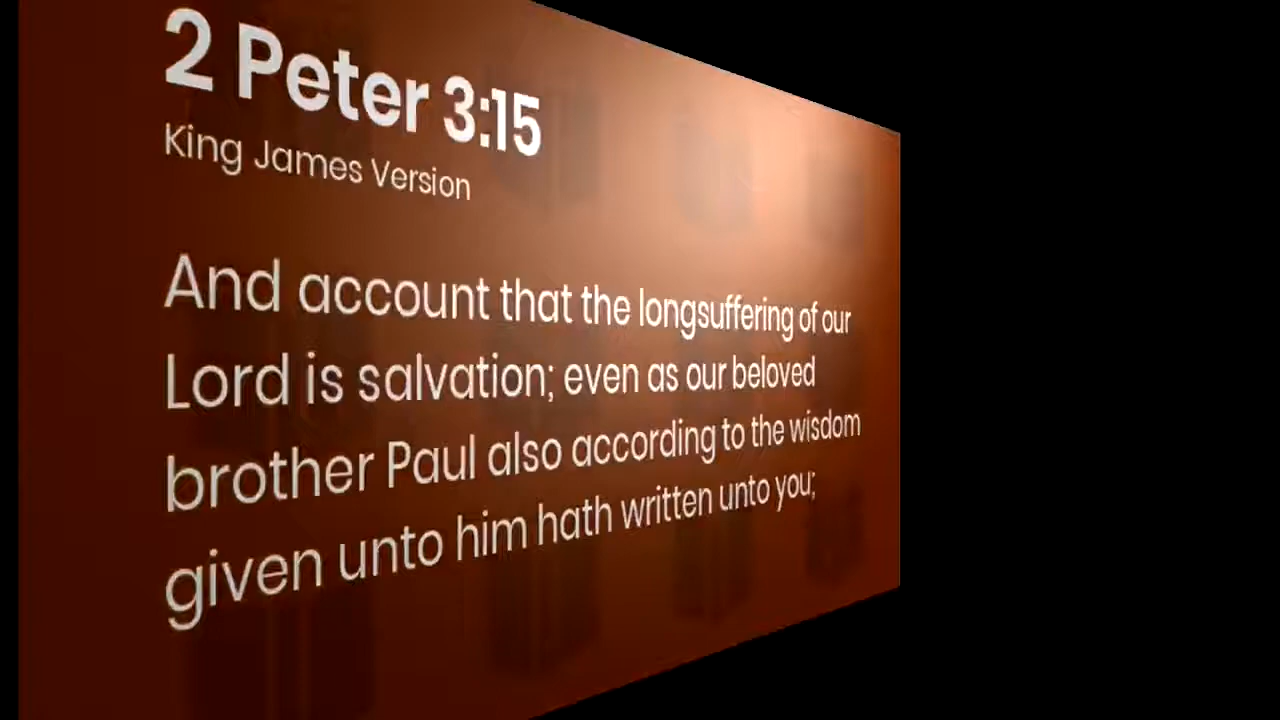 2 Peter 3:15
King James Version
And account that the longsuffering of our
Lord is salvation; even as our beloved
brother Paul also according to the wisdom
given unto him hath written unto you;